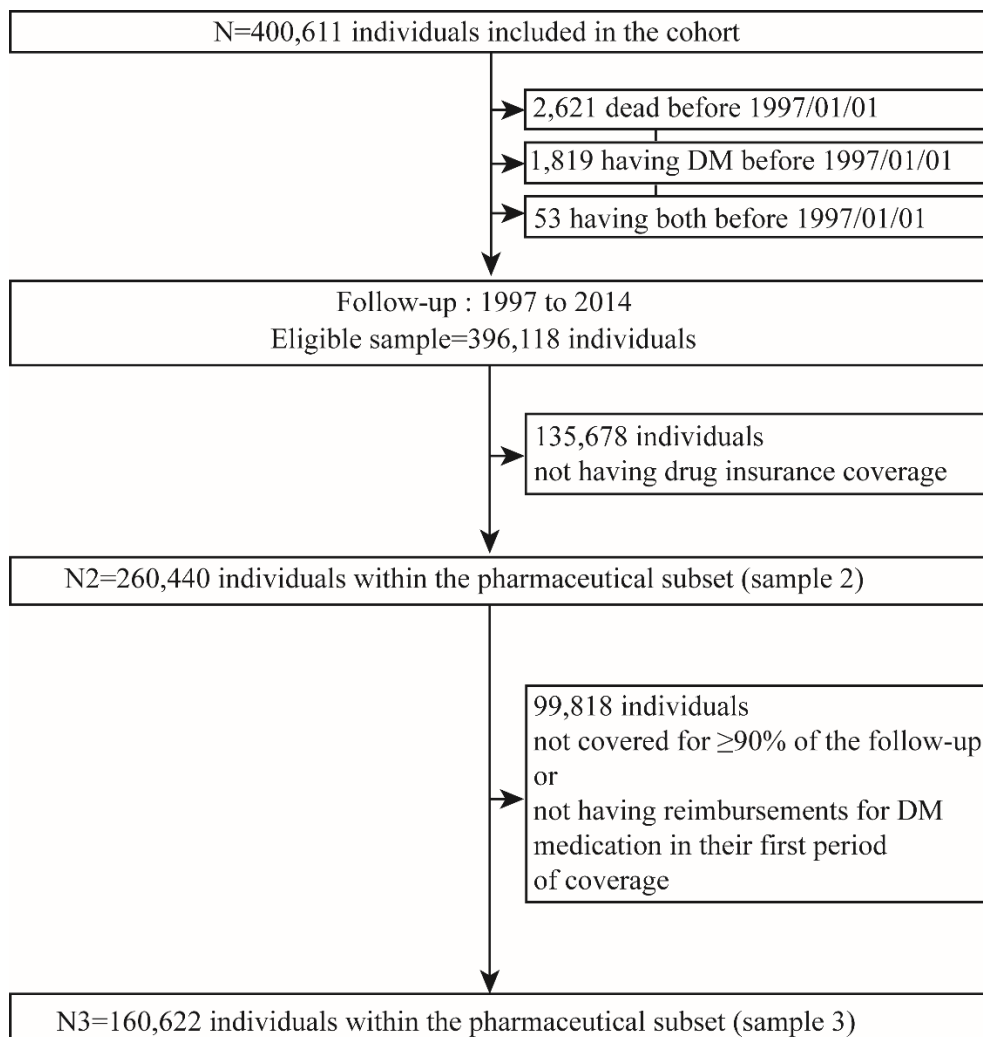 N=400,611 individuals included in the cohort
2,621 dead before 1997/01/01
1,819 having DM before 1997/01/01
53 having both before 1997/01/01
Follow-up : 1997 to 2014
Eligible sample=396,118 individuals
135,678 individuals
not having drug insurance coverage
N2=260,440 individuals within the pharmaceutical subset (sample 2)
99,818 individuals
not covered for ≥90% of the follow-up
or
not having reimbursements for DM
medication in their first period
of coverage
N3=160,622 individuals within the pharmaceutical subset (sample 3)